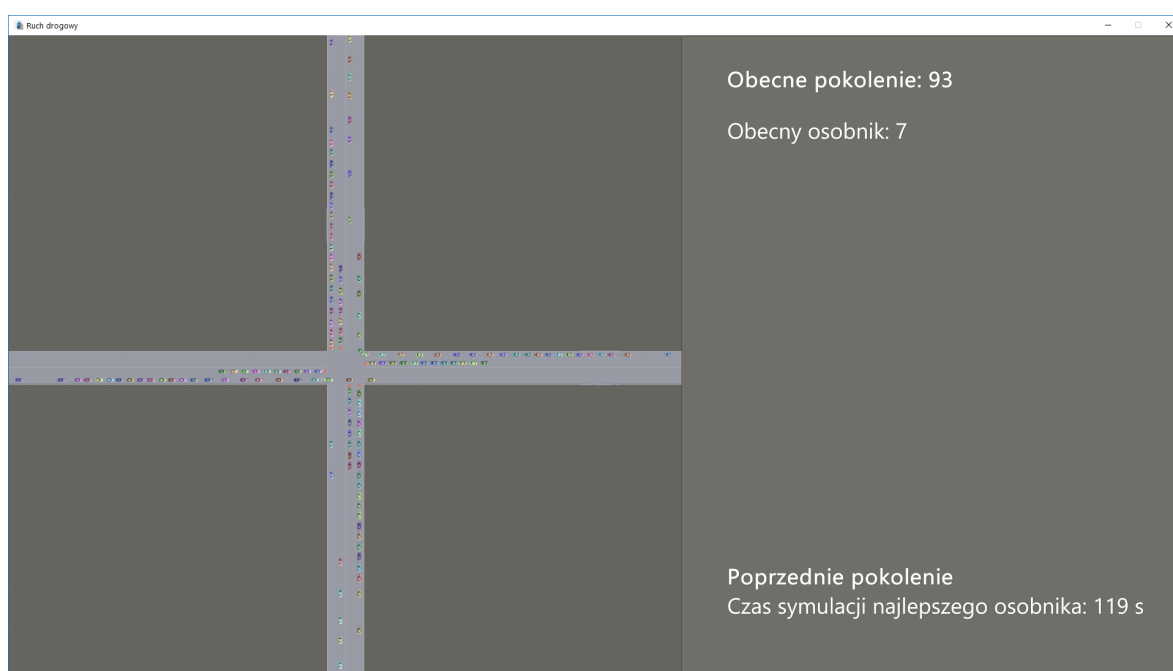 Ruch drogowy
Obecne pokolenie: 93
Obecny osobnik: 7
Poprzednie pokolenie
Czas symulacji najlepszego osobnika: 119 s